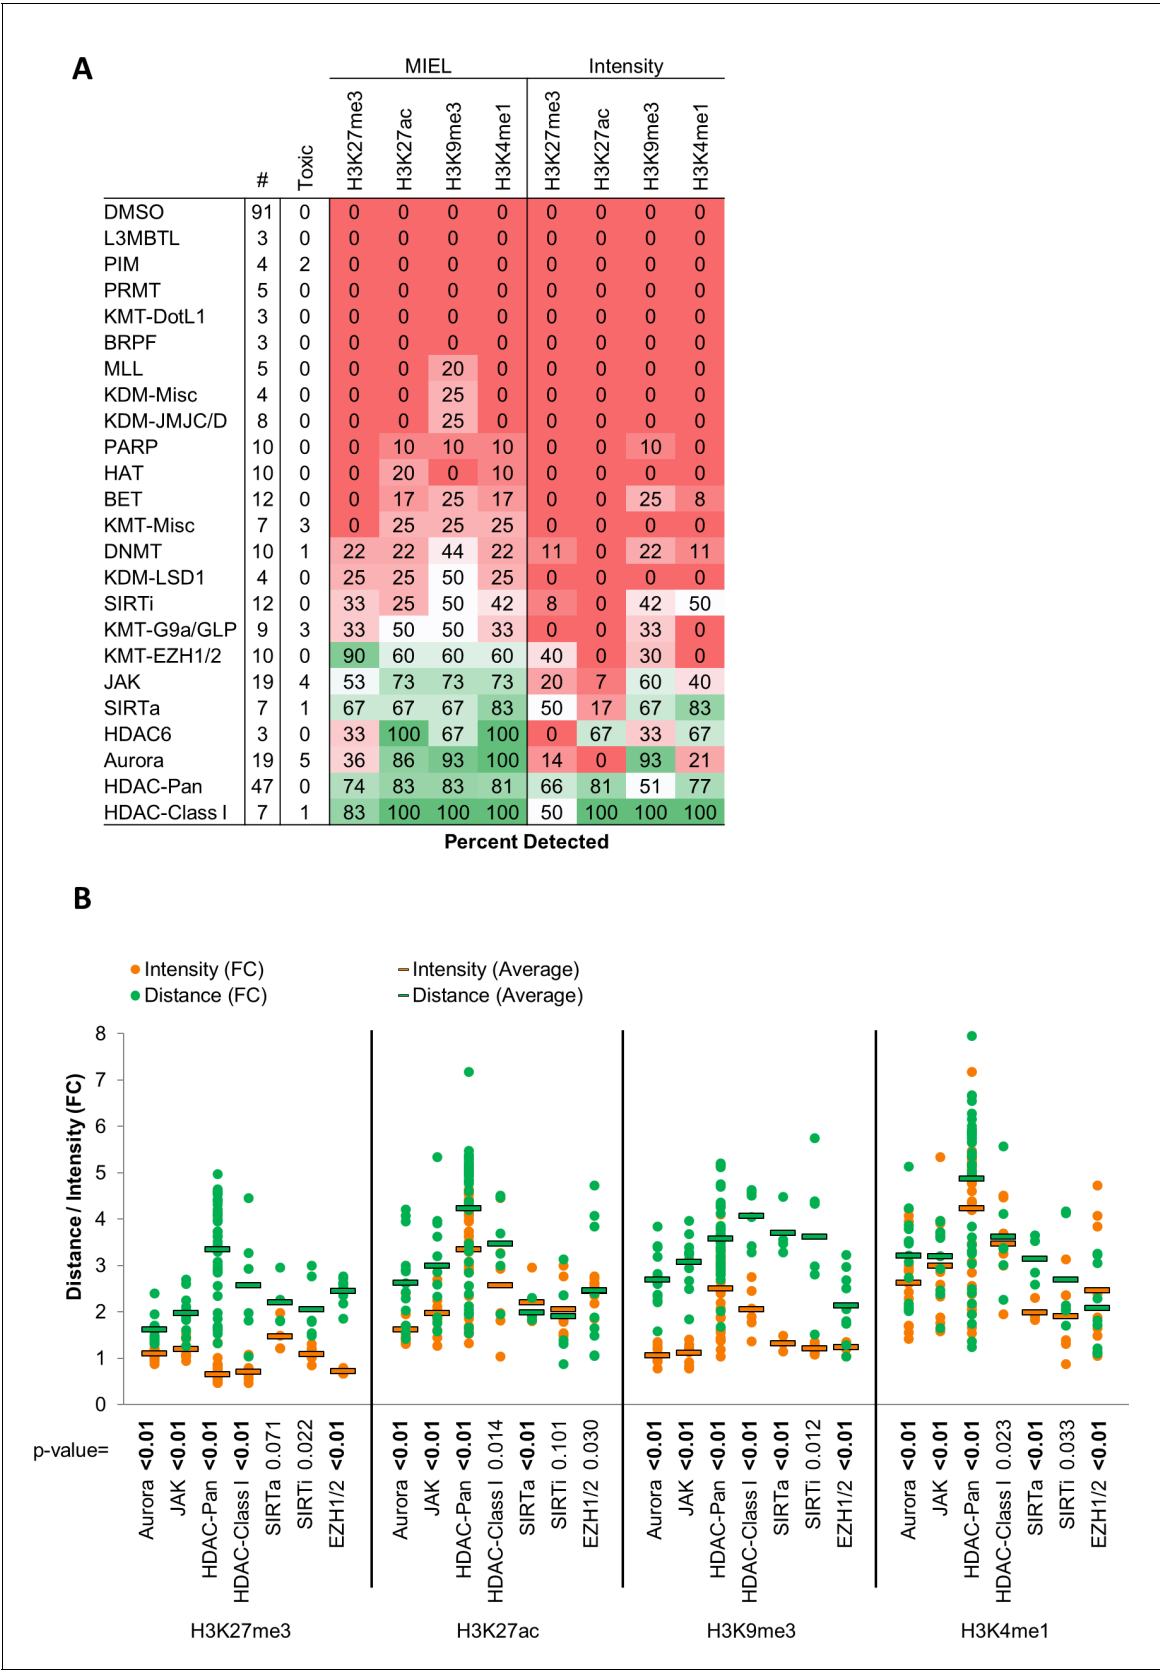 A
MIEL Intensity
# Toxic H3K27me3 H3K27ac H3K9me3 H3K4me1 H3K27me3 H3K27ac H3K9me3 H3K4me1
DMSO 91 0 0 0 0 0 0 0 0 0
L3MBTL 3 0 0 0 0 0 0 0 0 0
PIM 4 2 0 0 0 0 0 0 0 0
PRMT 5 0 0 0 0 0 0 0 0 0
KMT-DotL1 3 0 0 0 0 0 0 0 0 0
BRPF 3 0 0 0 0 0 0 0 0 0
MLL 5 0 0 0 20 0 0 0 0 0
KDM-Misc 4 0 0 0 25 0 0 0 0 0
KDM-JMJC/D 8 0 0 0 25 0 0 0 0 0
PARP 10 0 0 10 10 10 0 0 10 0
HAT 10 0 0 20 0 10 0 0 0 0
BET 12 0 0 17 25 17 0 0 25 8
KMT-Misc 7 3 0 25 25 25 0 0 0 0
DNMT 10 1 22 22 44 22 11 0 22 11
KDM-LSD1 4 0 25 25 50 25 0 0 0 0
SIRTi 12 0 33 25 50 42 8 0 42 50
KMT-G9a/GLP 9 3 33 50 50 33 0 0 33 0
KMT-EZH1/2 10 0 90 60 60 60 40 0 30 0
JAK 19 4 53 73 73 73 20 7 60 40
SIRTa 7 1 67 67 67 83 50 17 67 83
HDAC6 3 0 33 100 67 100 0 67 33 67
Aurora 19 5 36 86 93 100 14 0 93 21
HDAC-Pan 47 0 74 83 83 81 66 81 51 77
HDAC-Class I 7 1 83 100 100 100 50 100 100 100
Percent Detected
B
Intensity (FC) Intensity (Average)
Distance (FC) Distance (Average)
Distance / Intensity (FC)
8
7
6
5
4
3
2
1
0
p-value= <0.01 <0.01 <0.01 <0.01 0.071 0.022 <0.01 <0.01 <0.01 <0.01 0.014 <0.01 0.101 0.030 <0.01 <0.01 <0.01 <0.01 <0.01 0.012 <0.01 <0.01 <0.01 <0.01 0.023 <0.01 0.033 <0.01
Aurora JAK HDAC-Pan HDAC-Class I SIRTa SIRTi EZH1/2 Aurora JAK HDAC-Pan HDAC-Class I SIRTa SIRTi EZH1/2 Aurora JAK HDAC-Pan HDAC-Class I SIRTa SIRTi EZH1/2 Aurora JAK HDAC-Pan HDAC-Class I SIRTa SIRTi EZH1/2
H3K27me3 H3K27ac H3K9me3 H3K4me1